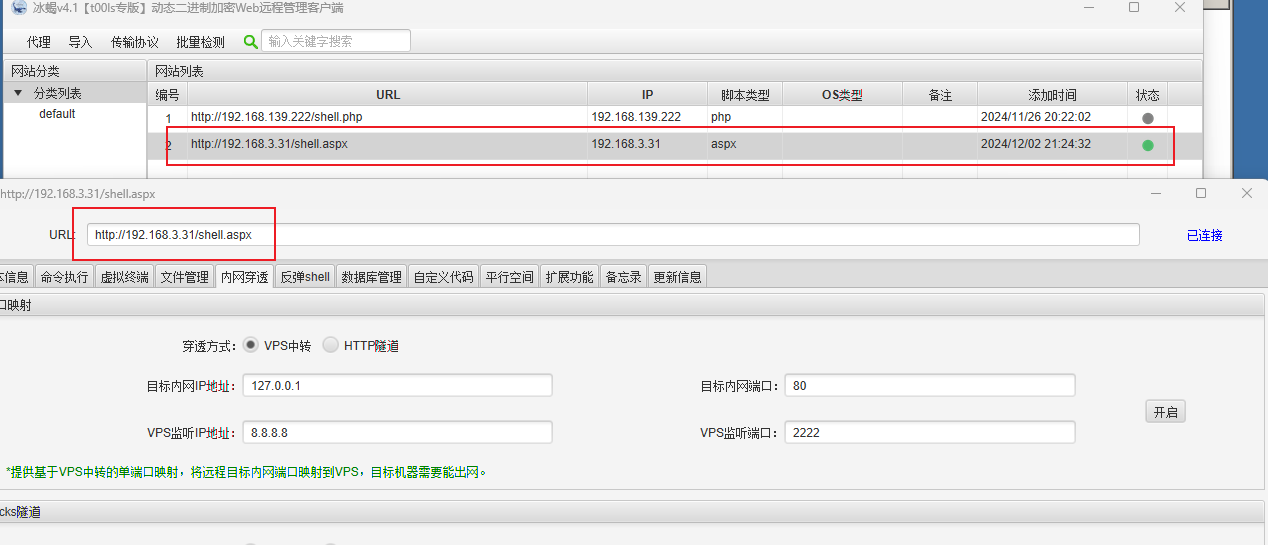 冰蝎v4.1【t00ls专版】动态二进制加密Web远程管理客户端
代理 导入 传输协议 批量检测 输入关键字搜索
网站分类 网站列表
分类列表 编号 URL IP 脚本类型 OS类型 备注 添加时间 状态
default 1 http://192.168.139.222/shell.php 192.168.139.222 php 2024/11/26 20:22:02
2 http://192.168.3.31/shell.aspx 192.168.3.31 aspx 2024/12/02 21:24:32
http://192.168.3.31/shell.aspx
URL: http://192.168.3.31/shell.aspx 已连接
本信息 命令执行 虚拟终端 文件管理 内网穿透 反弹shell 数据库管理 自定义代码 平行空间 扩展功能 备忘录 更新信息
口映射
穿透方式: VPS中转 HTTP隧道
目标内网IP地址: 127.0.0.1 目标内网端口: 80
开启
VPS监听IP地址: 8.8.8.8 VPS监听端口: 2222
*提供基于VPS中转的单端口映射，将远程目标内网端口映射到VPS，目标机器需要能出网。
cks隧道